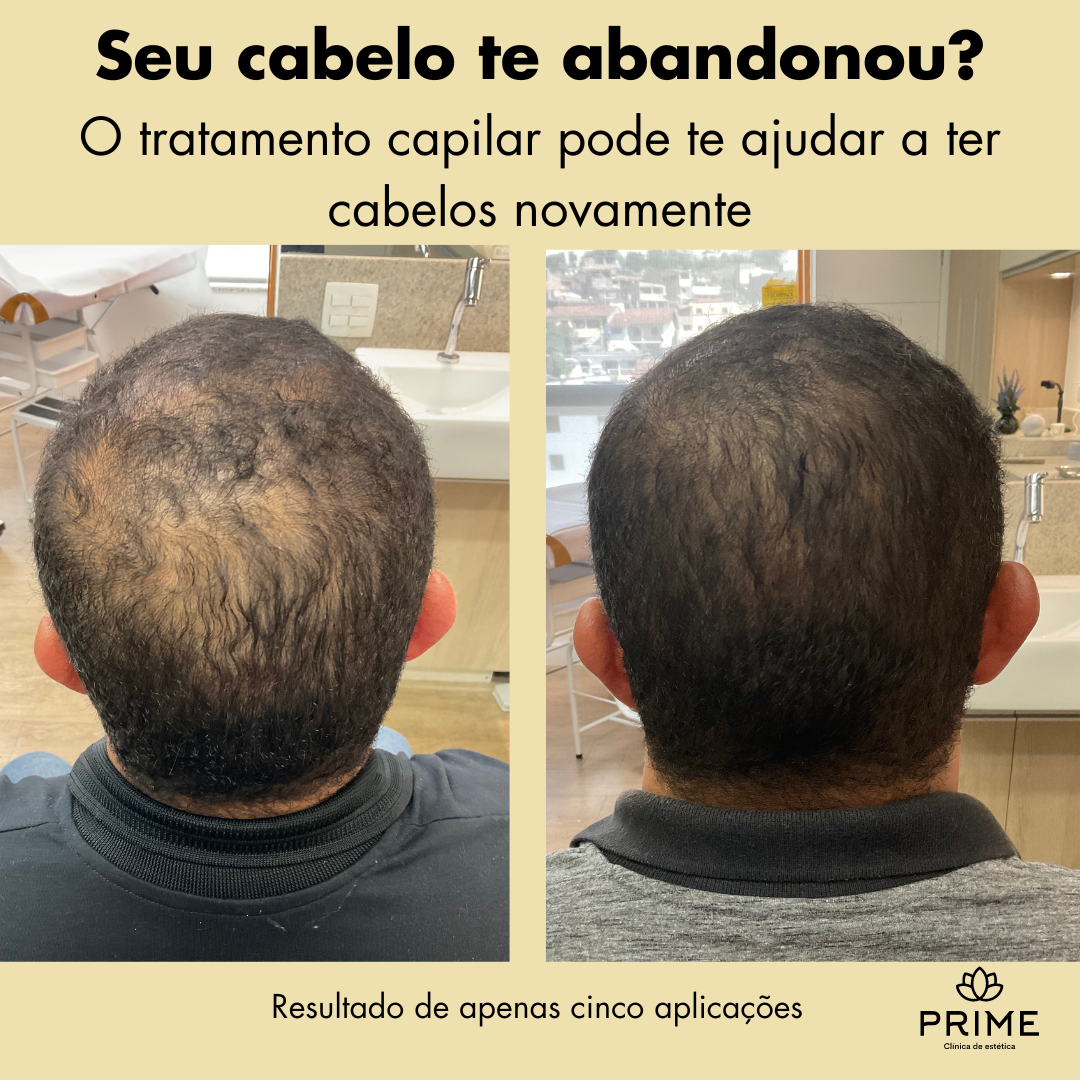 Seu cabelo te abandonou?
O tratamento capilar pode te ajudar a ter
cabelos novamente
Resultado de apenas cinco aplicações
PRIME
Clínica de estética